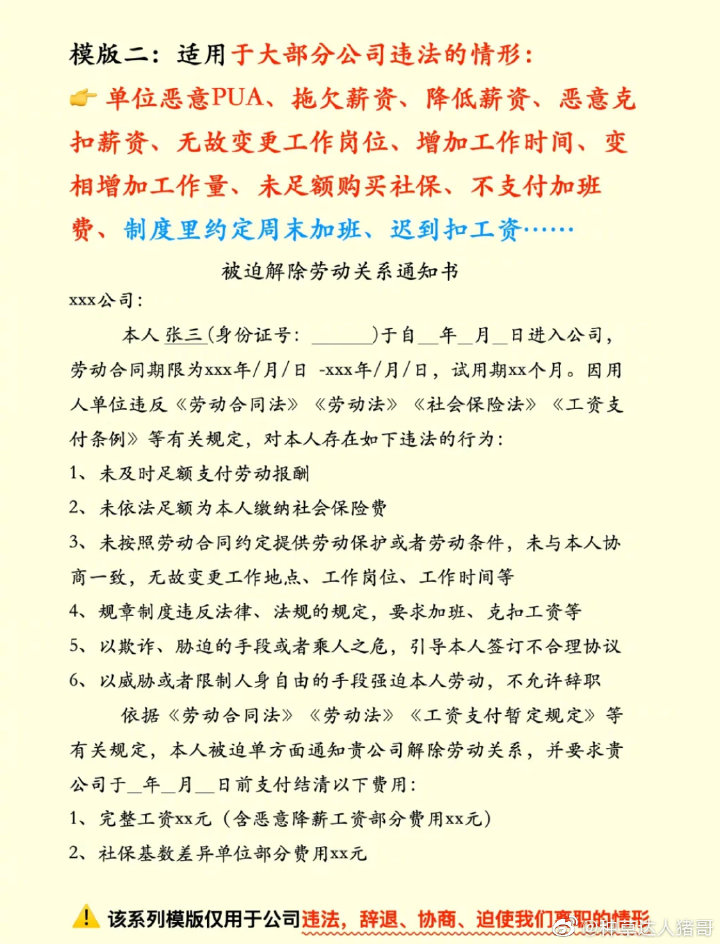 模版二：适用于大部分公司违法的情形：
👉 单位恶意PUA、拖欠薪资、降低薪资、恶意克
扣薪资、无故变更工作岗位、增加工作时间、变
相增加工作量、未足额购买社保、不支付加班
费、制度里约定周末加班、迟到扣工资……
被迫解除劳动关系通知书
xxx公司：
本人 张三(身份证号：______)于自__年_月_日进入公司，
劳动合同期限为xxx年/月/日 -xxx年/月/日，试用期xx个月。因用
人单位违反《劳动合同法》《劳动法》《社会保险法》《工资支
付条例》等有关规定，对本人存在如下违法的行为：
1、未及时足额支付劳动报酬
2、未依法足额为本人缴纳社会保险费
3、未按照劳动合同约定提供劳动保护或者劳动条件，未与本人协
商一致，无故变更工作地点、工作岗位、工作时间等
4、规章制度违反法律、法规的规定，要求加班、克扣工资等
5、以欺诈、胁迫的手段或者乘人之危，引导本人签订不合理协议
6、以威胁或者限制人身自由的手段强迫本人劳动，不允许辞职
依据《劳动合同法》《劳动法》《工资支付暂定规定》等
有关规定，本人被迫单方面通知贵公司解除劳动关系，并要求贵
公司于__年_月__日前支付结清以下费用：
1、完整工资xx元（含恶意降薪工资部分费用xx元）
2、社保基数差异单位部分费用xx元
⚠️ 该系列模版仅用于公司违法，辞退、协商、迫使我们离职的情形
@种草达人猪哥